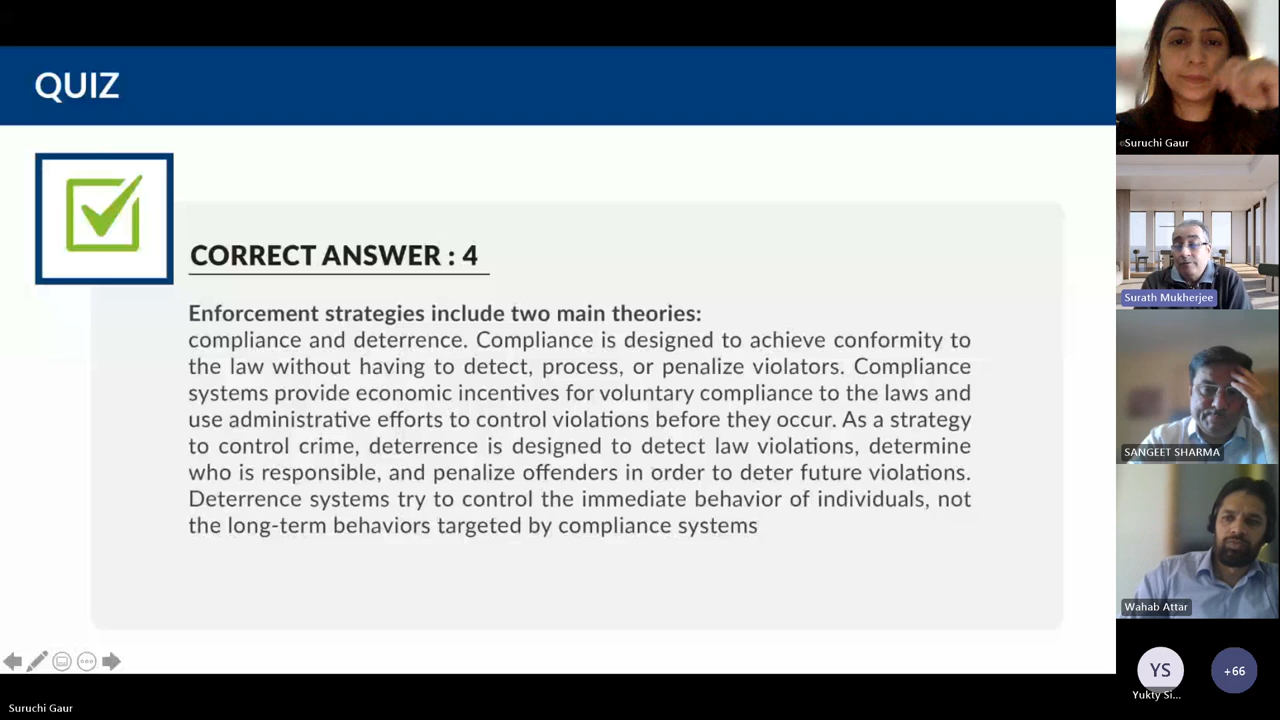 QUIZ
CORRECT ANSWER : 4
Enforcement strategies include two main theories:
compliance and deterrence. Compliance is designed to achieve conformity to
the law without having to detect, process, or penalize violators. Compliance
systems provide economic incentives for voluntary compliance to the laws and
use administrative efforts to control violations before they occur. As a strategy
to control crime, deterrence is designed to detect law violations, determine
who is responsible, and penalize offenders in order to deter future violations.
Deterrence systems try to control the immediate behavior of individuals, not
the long-term behaviors targeted by compliance systems
Suruchi Gaur
Suruchi Gaur
Surath Mukherjee
SANGEET SHARMA
Wahab Attar
YS
Yukty Si...
+66